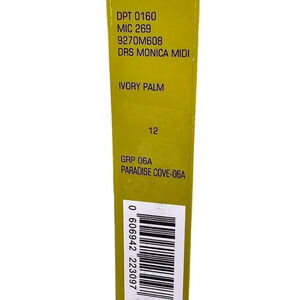 DPT 0160
MIC 269
9270M608
DRS MONICA MIDI
IVORY PALM
12
GRP 06A
PARADISE COVE-06A
0 606942 223097